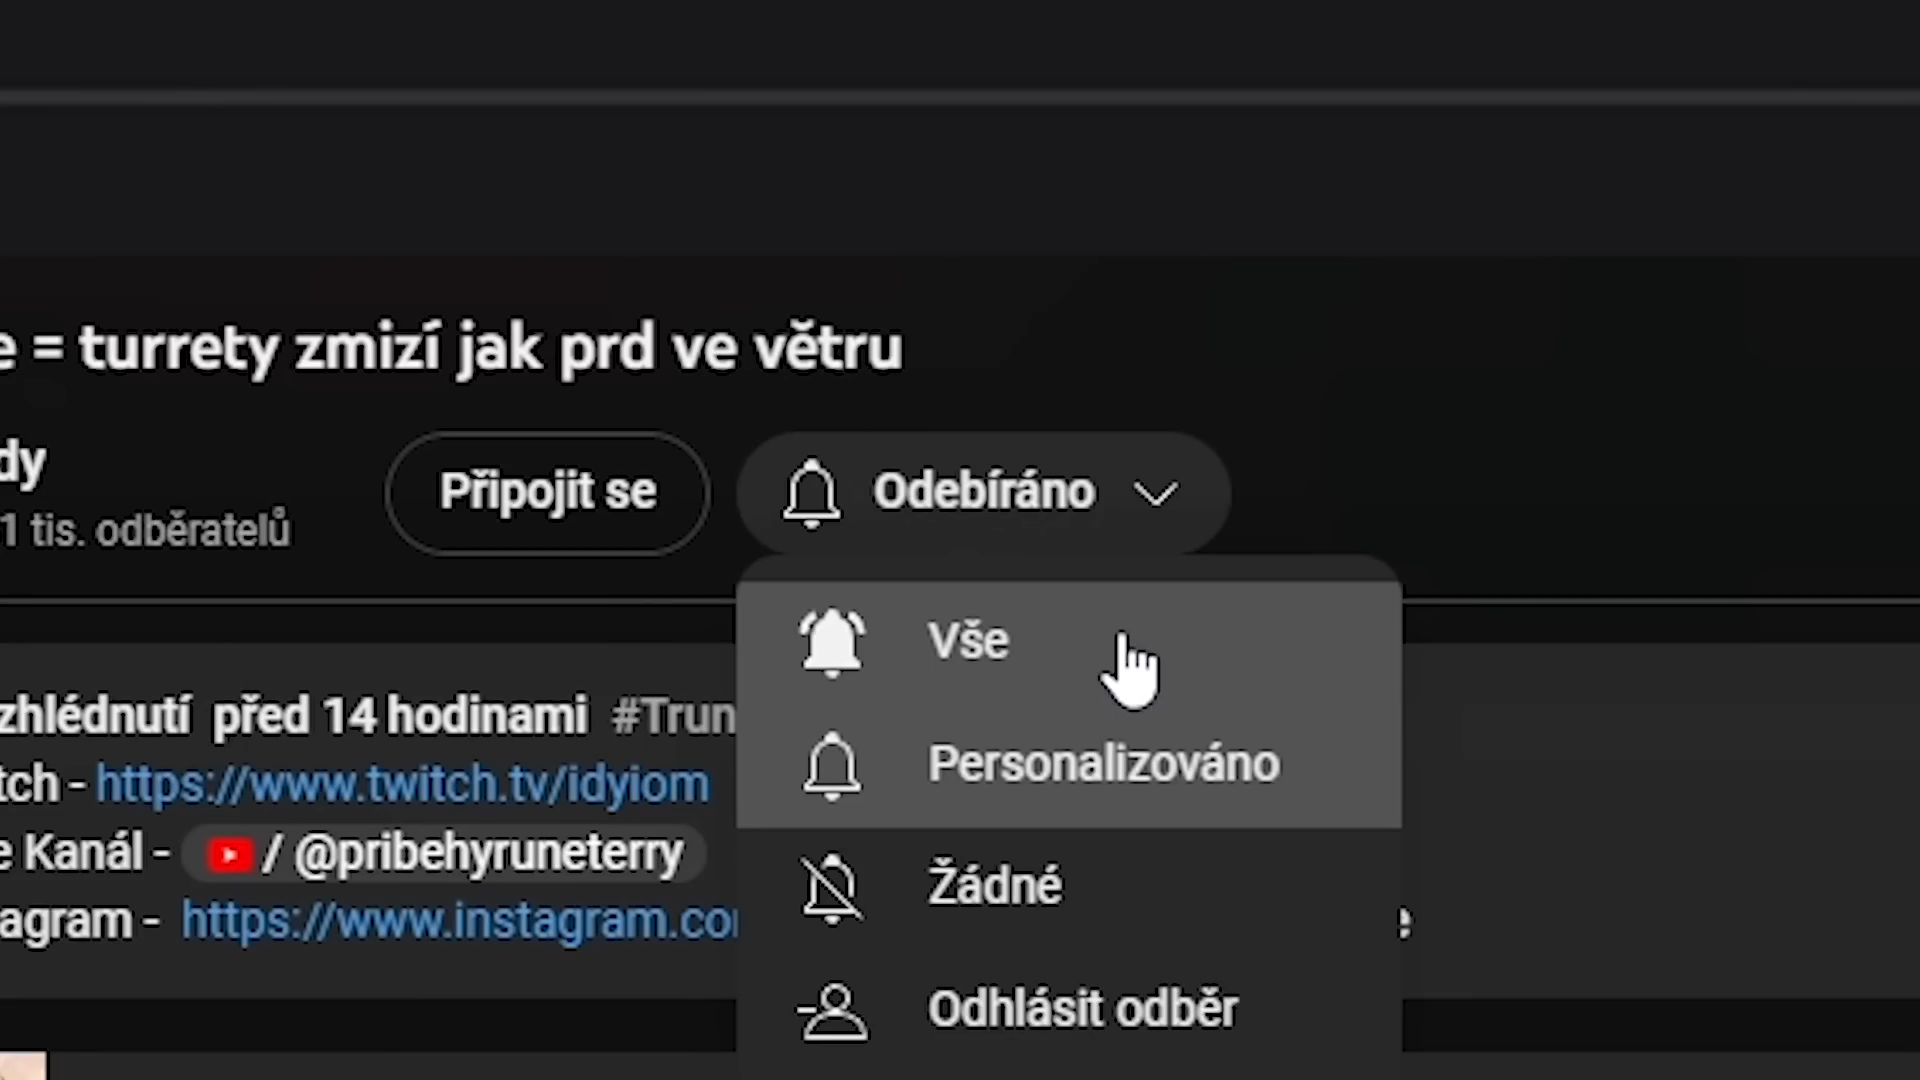 e = turrety zmizí jak prd ve větru
dy
Připojit se
Odebíráno
1 tis. odběratelů
Vše
zhlédnutí před 14 hodinami #Trun
Personalizováno
tch - https://www.twitch.tv/idyiom
e Kanál - / @pribehyruneterry
Žádné
agram - https://www.instagram.co
e
Odhlásit odběr